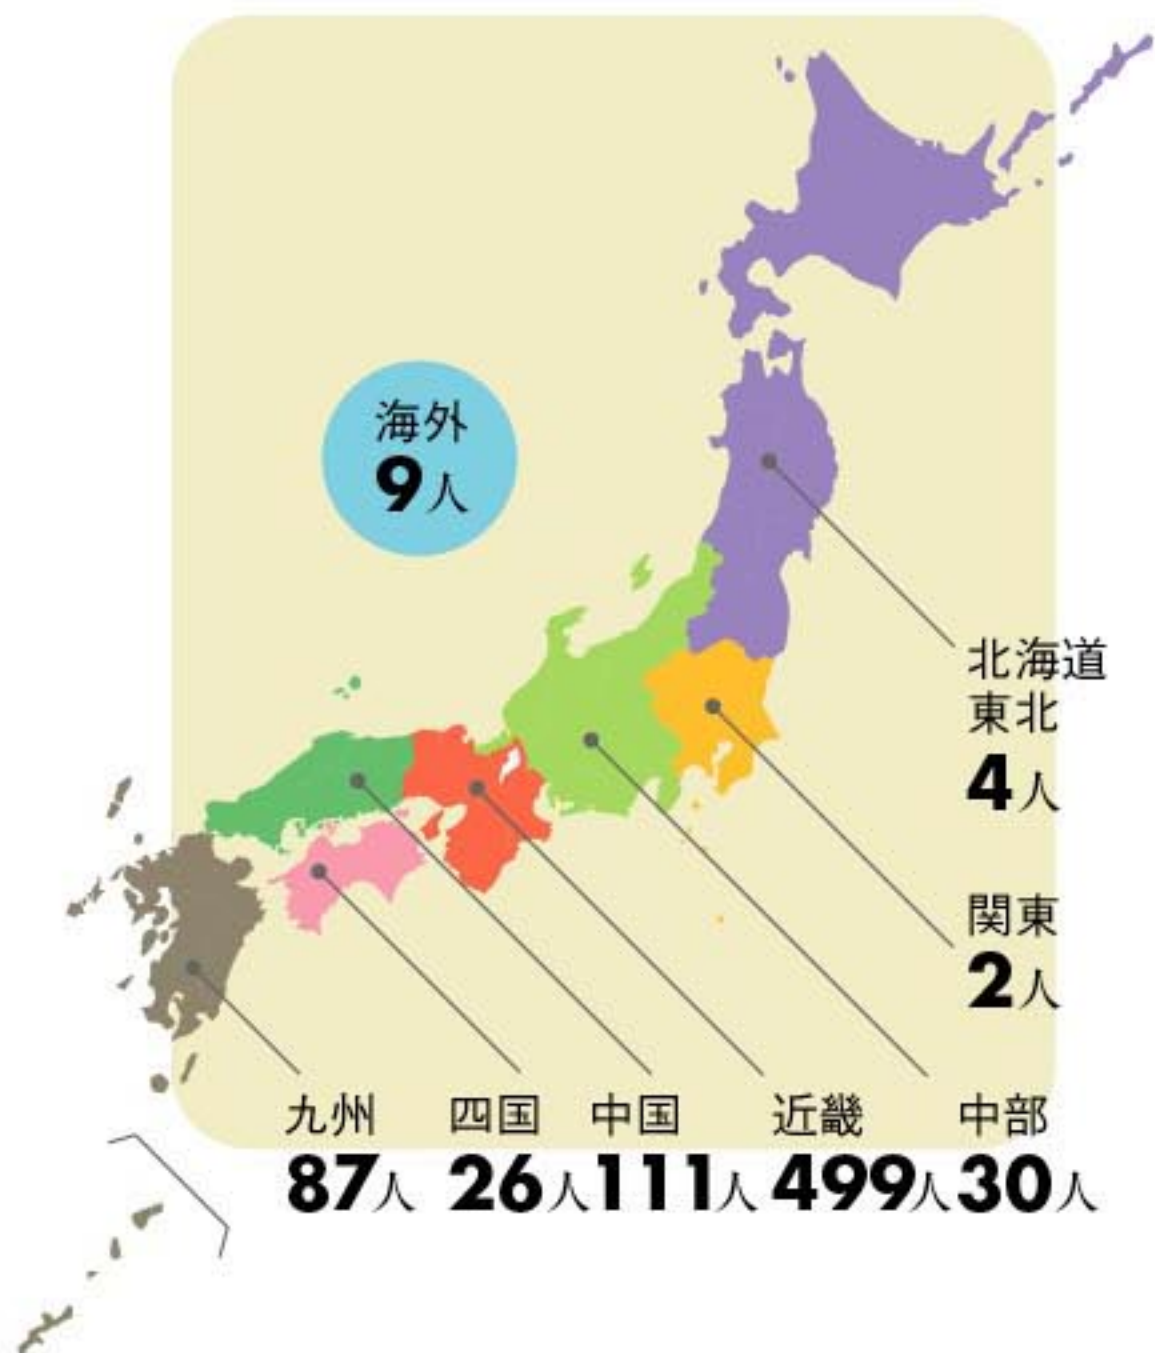 海外
9人
北海道
東北
4人
関東
2人
九州
87人
四国
26人
中国
111人
近畿
499人
中部
30人